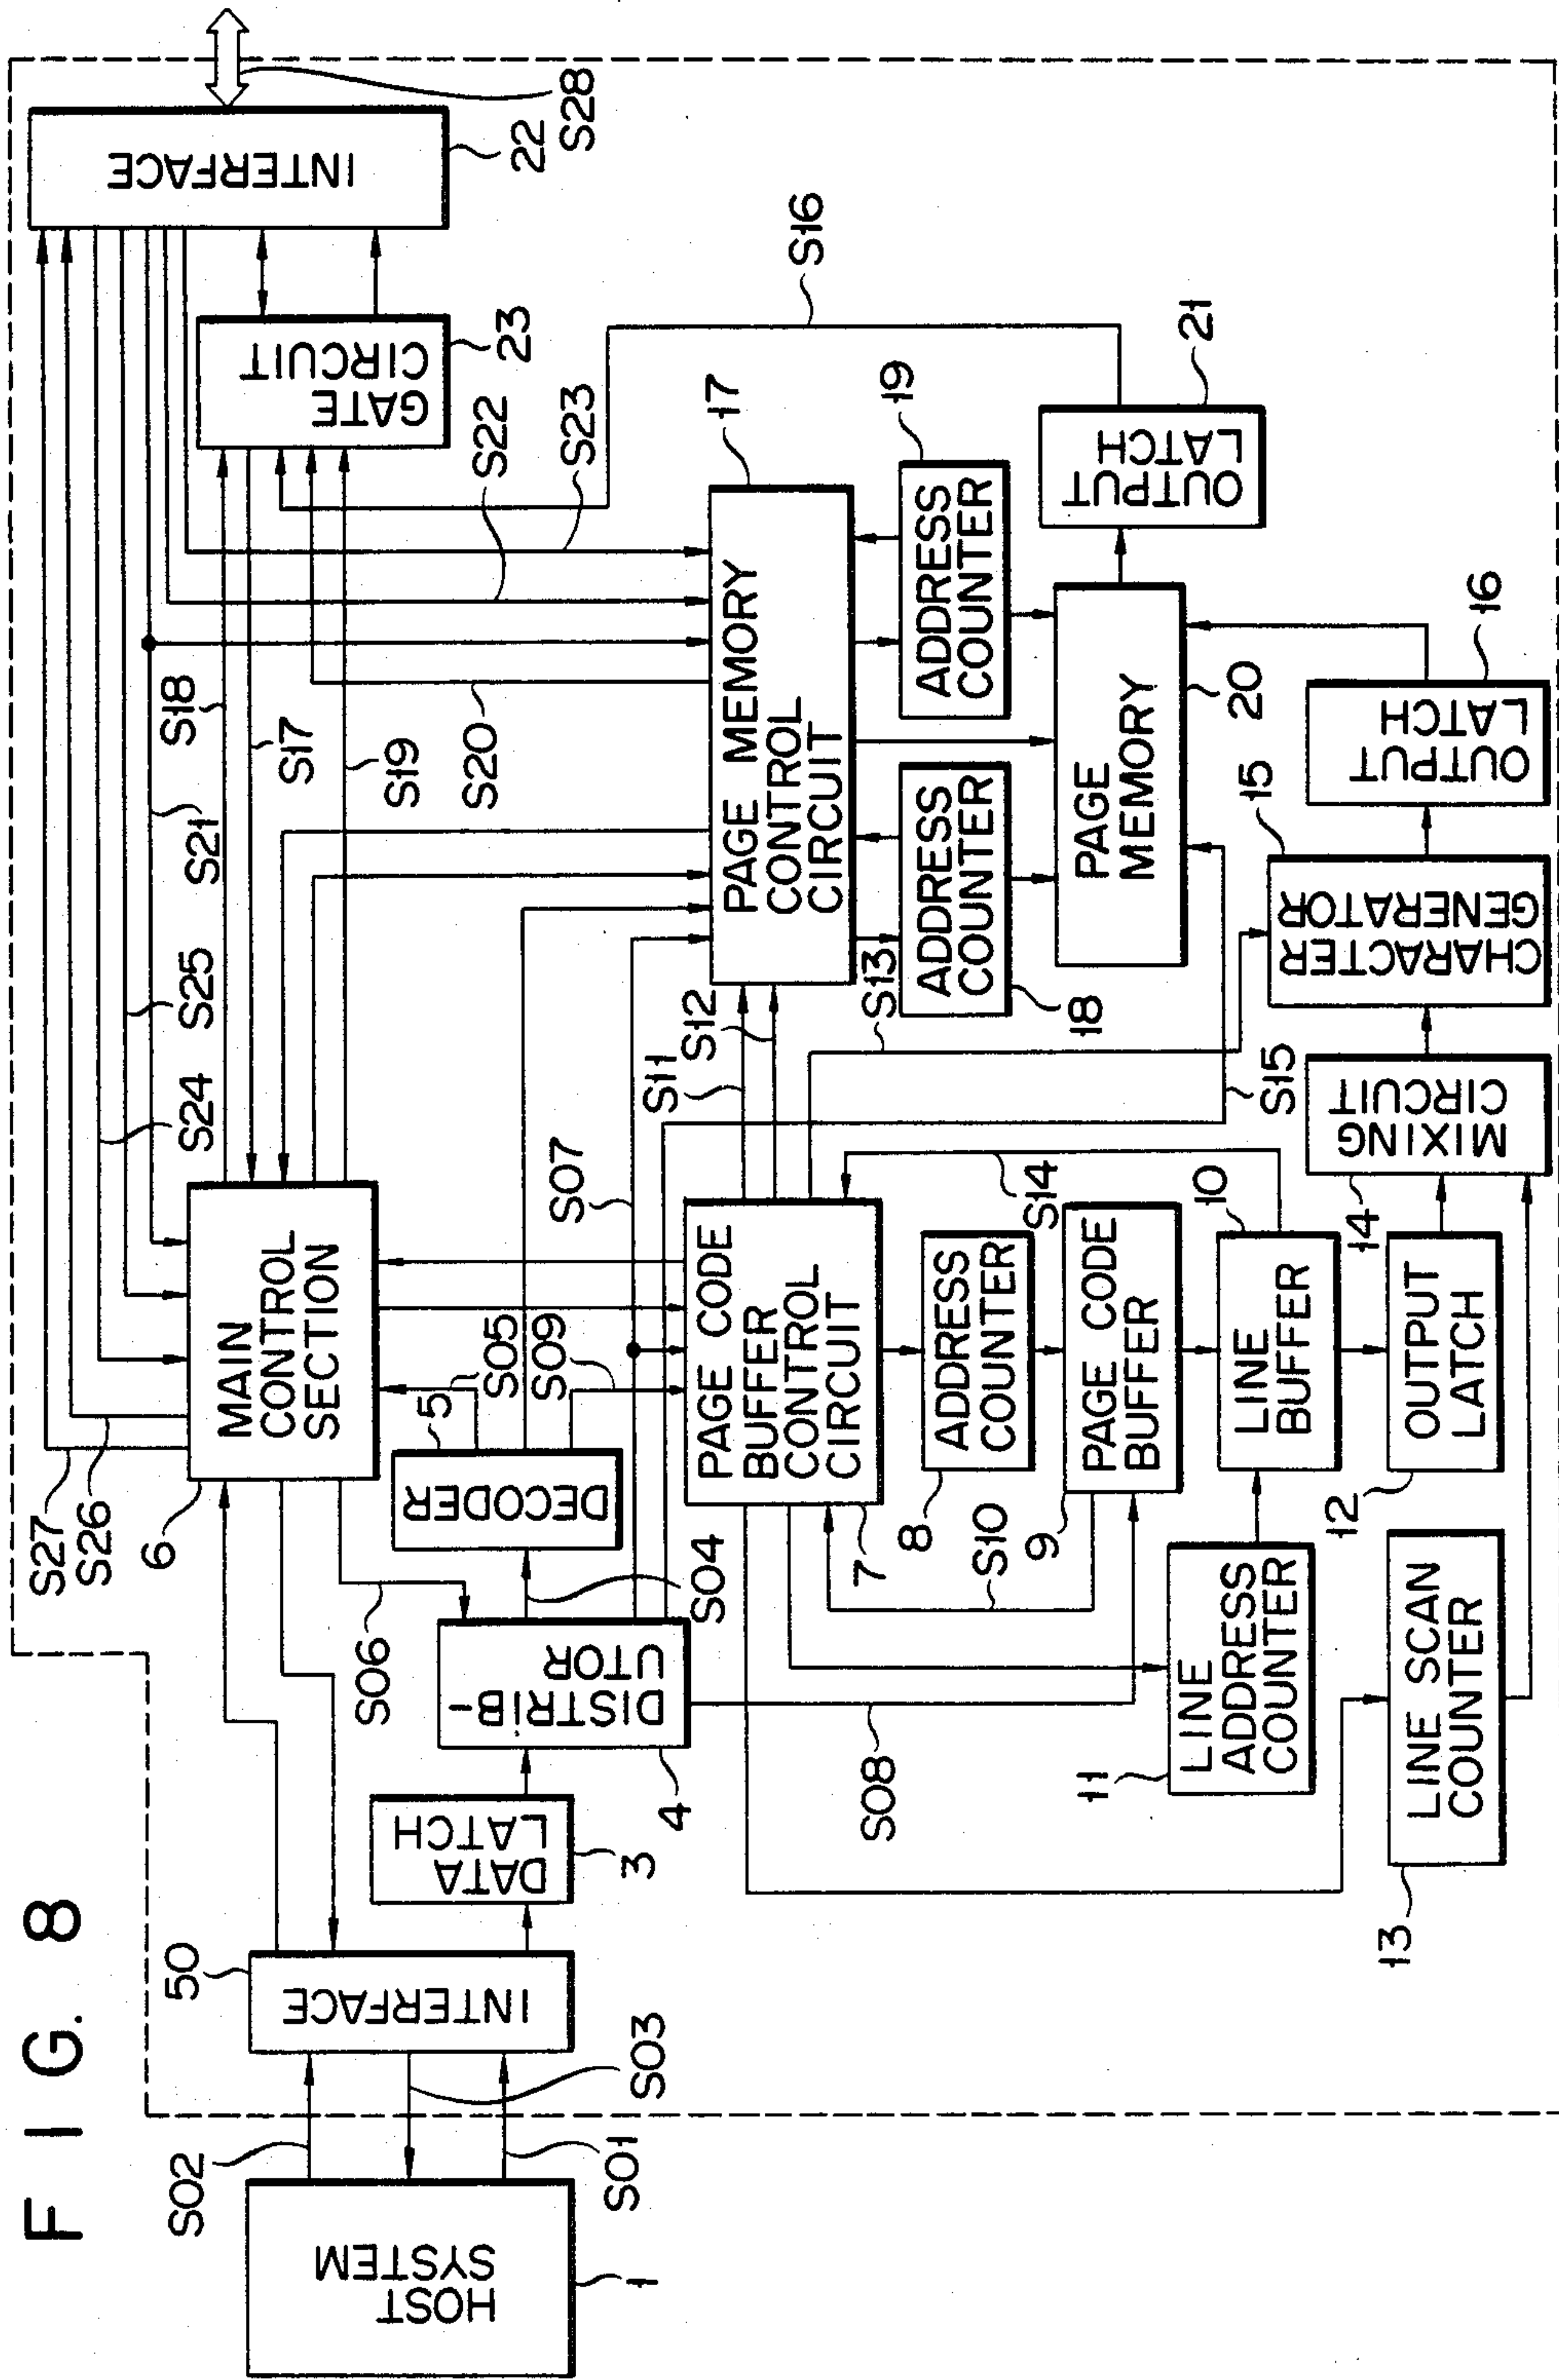 FIG. 8
HOST
SYSTEM
1
S02
S03
S01
50
INTERFACE
DATA
LATCH
3
DISTRIB-
UTOR
4
S06
S04
DECODER
5
S05
S09
S07
S08
6
MAIN
CONTROL
SECTION
S27
S26
S24
S25
S21
S18
S17
S19
S20
S22
S23
GATE
CIRCUIT
23
INTERFACE
22
S28
S16
PAGE CODE
BUFFER
CONTROL
CIRCUIT
7
S10
S11
S12
S13
S14
S15
ADDRESS
COUNTER
8
PAGE CODE
BUFFER
9
LINE
BUFFER
10
LINE
ADDRESS
COUNTER
11
OUTPUT
LATCH
12
LINE SCAN
COUNTER
13
MIXING
CIRCUIT
14
CHARACTER
GENERATOR
15
OUTPUT
LATCH
16
PAGE MEMORY
CONTROL
CIRCUIT
17
ADDRESS
COUNTER
18
ADDRESS
COUNTER
19
PAGE
MEMORY
20
OUTPUT
LATCH
21